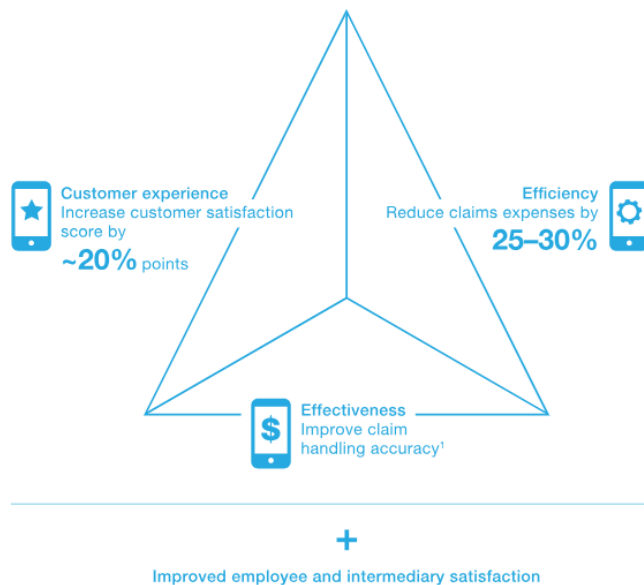 Customer experience
Increase customer satisfaction
score by
~20% points
Efficiency
Reduce claims expenses by
25–30%
$
Effectiveness
Improve claim
handling accuracy¹
+
Improved employee and intermediary satisfaction